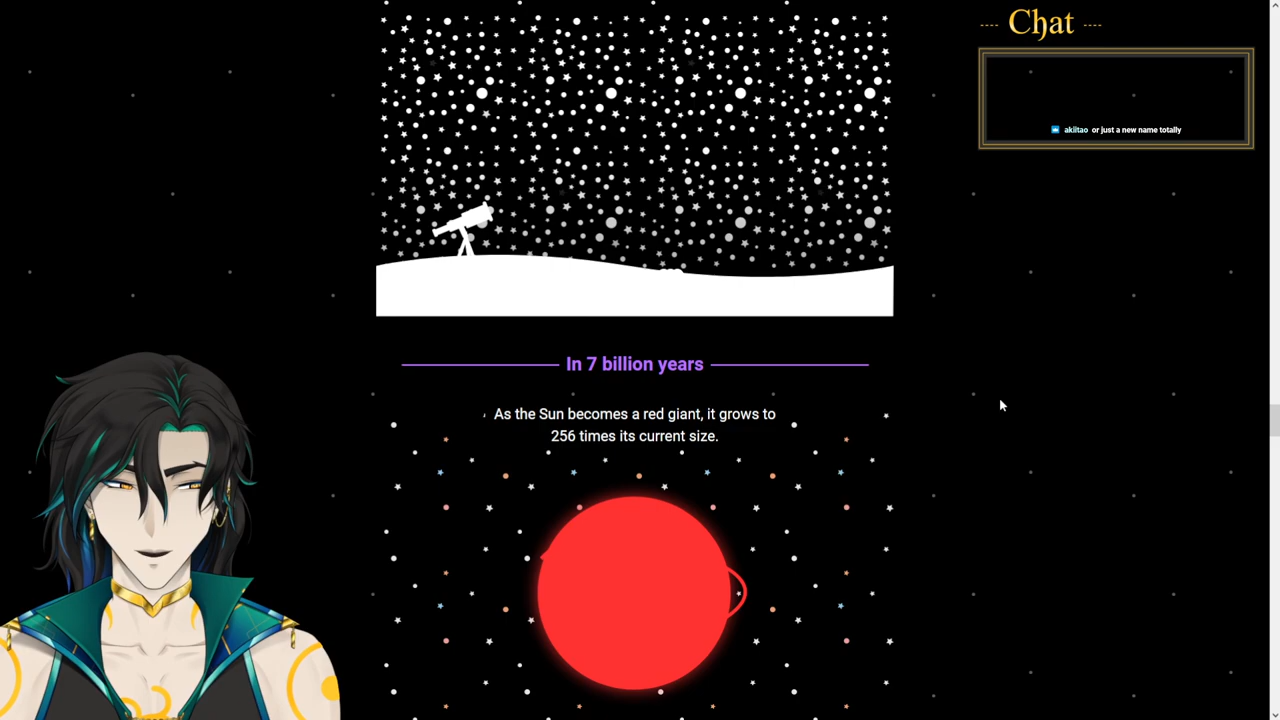 Chat
akiitao or just a new name totally
In 7 billion years
As the Sun becomes a red giant, it grows to
256 times its current size.